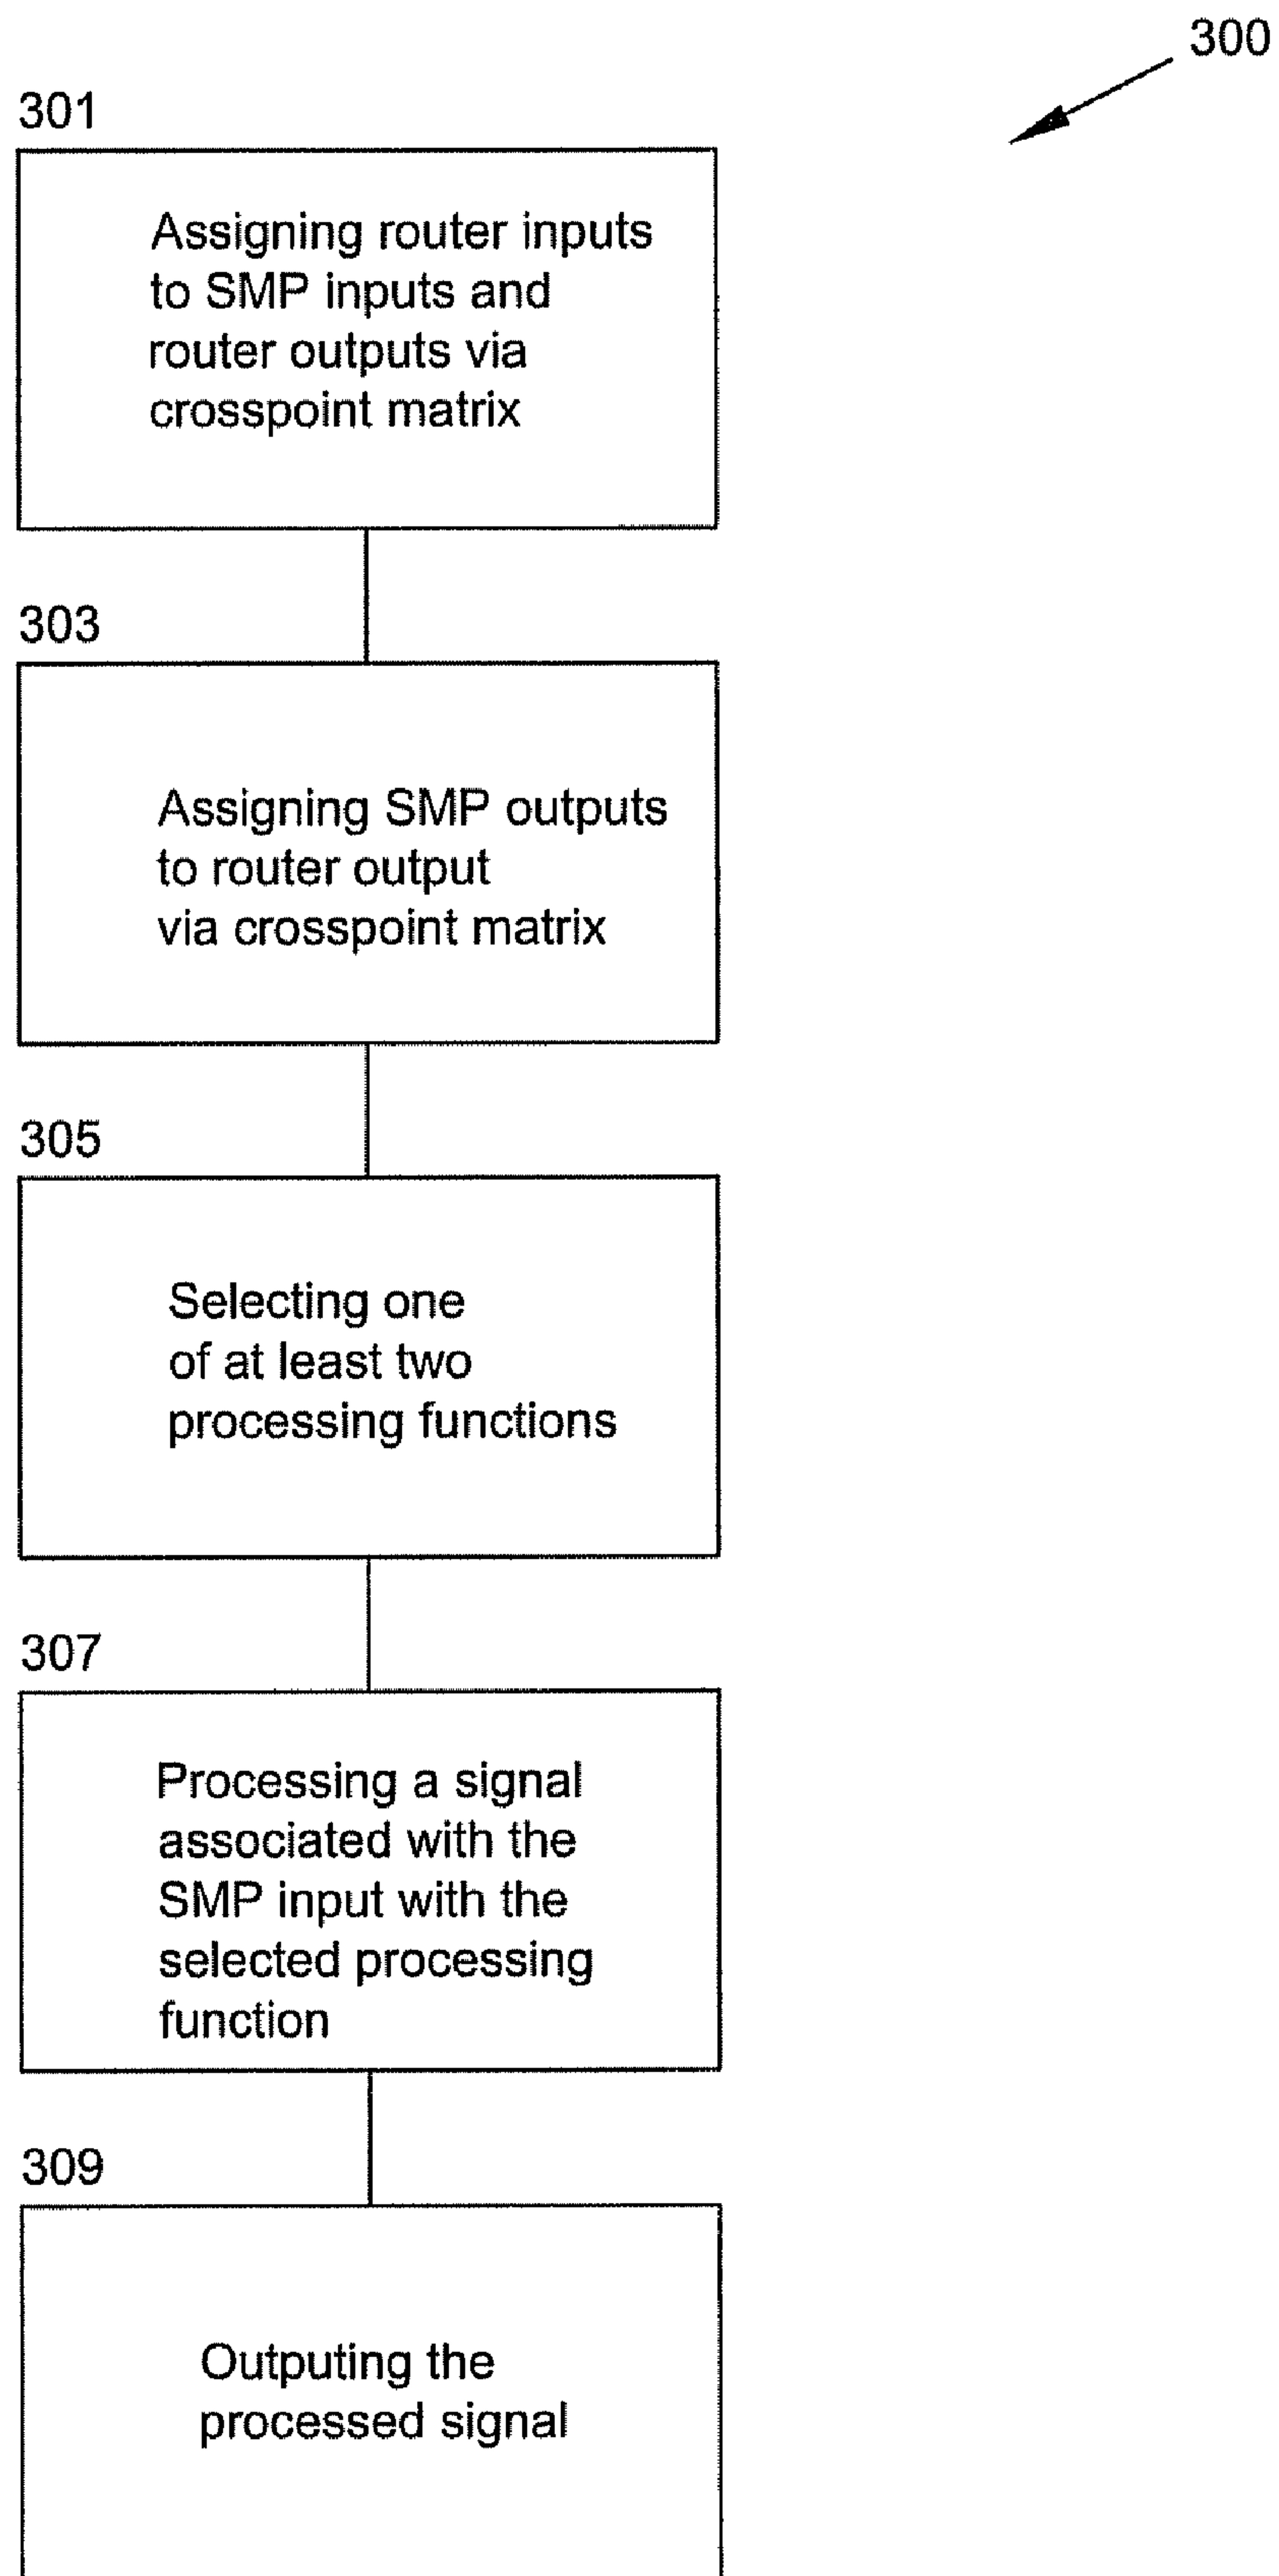 300
301
Assigning router inputs
to SMP inputs and
router outputs via
crosspoint matrix
303
Assigning SMP outputs
to router output
via crosspoint matrix
305
Selecting one
of at least two
processing functions
307
Processing a signal
associated with the
SMP input with the
selected processing
function
309
Outputing the
processed signal